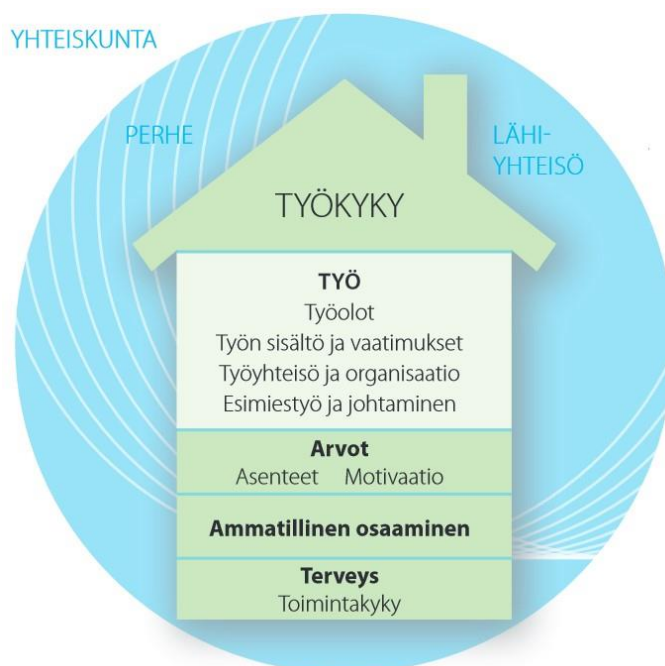 YHTEISKUNTA
PERHE
LÄHI-
YHTEISÖ
TYÖKYKY
TYÖ
Työolot
Työn sisältö ja vaatimukset
Työyhteisö ja organisaatio
Esimiestyö ja johtaminen
Arvot
Asenteet Motivaatio
Ammatillinen osaaminen
Terveys
Toimintakyky